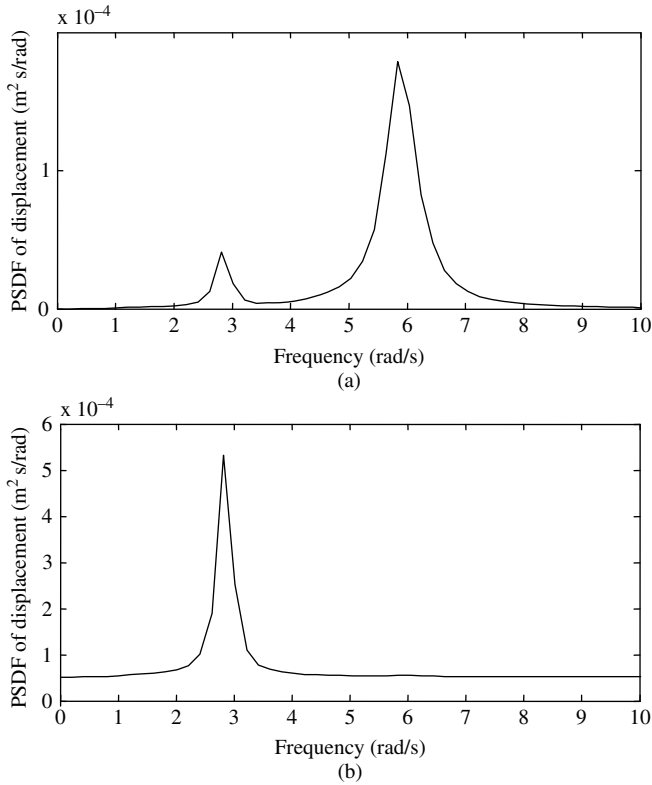 x 10–4
PSDF of displacement (m2 s/rad)
1
0
0 1 2 3 4 5 6 7 8 9 10
Frequency (rad/s)
(a)
x 10–4
PSDF of displacement (m2 s/rad)
6
5
4
3
2
1
0
0 1 2 3 4 5 6 7 8 9 10
Frequency (rad/s)
(b)